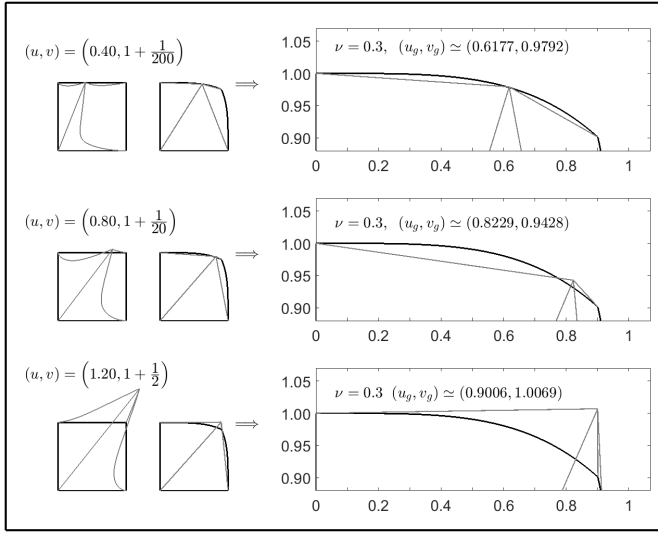 (u, v) = (0.40, 1 + 1/200)
⟹
ν = 0.3, (u_g, v_g) ≃ (0.6177, 0.9792)
1.05
1.00
0.95
0.90
0 0.2 0.4 0.6 0.8 1
(u, v) = (0.80, 1 + 1/20)
⟹
ν = 0.3, (u_g, v_g) ≃ (0.8229, 0.9428)
1.05
1.00
0.95
0.90
0 0.2 0.4 0.6 0.8 1
(u, v) = (1.20, 1 + 1/2)
⟹
ν = 0.3 (u_g, v_g) ≃ (0.9006, 1.0069)
1.05
1.00
0.95
0.90
0 0.2 0.4 0.6 0.8 1